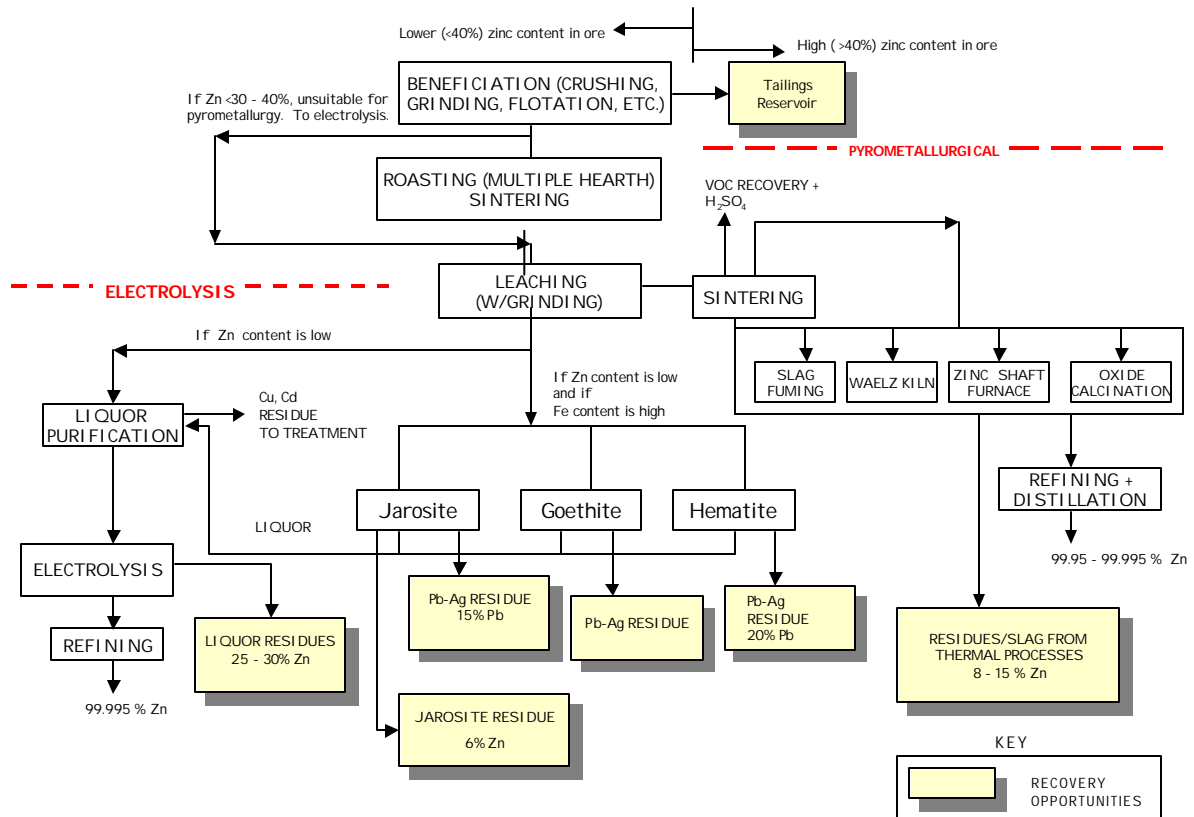 Lower (<40%) zinc content in ore
High ( >40%) zinc content in ore
BENEFICIATION (CRUSHING,
GRINDING, FLOTATION, ETC.)
Tailings
Reservoir
If Zn <30 - 40%, unsuitable for
pyrometallurgy. To electrolysis.
PYROMETALLURGICAL
ROASTING (MULTIPLE HEARTH)
SINTERING
VOC RECOVERY +
H₂SO₄
LEACHING
(W/GRINDING)
SINTERING
ELECTROLYSIS
If Zn content is low
If Zn content is low
and if
Fe content is high
SLAG
FUMING
WAELZ KILN
ZINC SHAFT
FURNACE
OXIDE
CALCINATION
LIQUOR
PURIFICATION
Cu, Cd
RESIDUE
TO TREATMENT
REFINING +
DISTILLATION
Jarosite
Goethite
Hematite
LIQUOR
99.95 - 99.995 % Zn
ELECTROLYSIS
Pb-Ag RESIDUE
15% Pb
Pb-Ag RESIDUE
Pb-Ag
RESIDUE
20% Pb
REFINING
LIQUOR RESIDUES
25 - 30% Zn
RESIDUES/SLAG FROM
THERMAL PROCESSES
8 - 15 % Zn
99.995 % Zn
JAROSITE RESIDUE
6% Zn
KEY
RECOVERY
OPPORTUNITIES